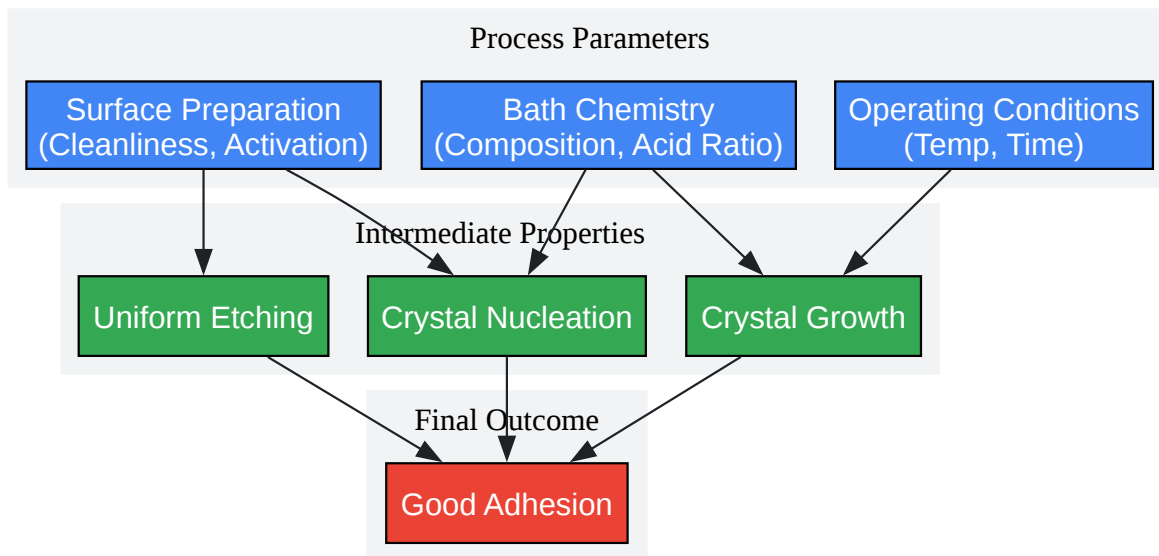 Process Parameters
Surface Preparation
(Cleanliness, Activation)
Bath Chemistry
(Composition, Acid Ratio)
Operating Conditions
(Temp, Time)
Intermediate Properties
Uniform Etching
Crystal Nucleation
Crystal Growth
Final Outcome
Good Adhesion